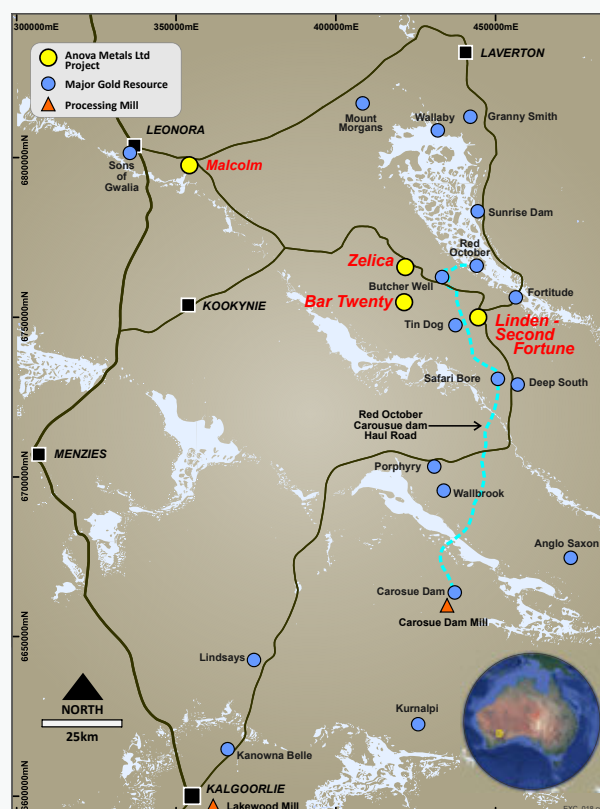 300000mE
350000mE
400000mE
450000mE
Anova Metals Ltd
Project
Major Gold Resource
Processing Mill
LAVERTON
Mount
Morgans
Wallaby
Granny Smith
LEONORA
Sons
of
Gwalia
Malcolm
6800000mN
Sunrise Dam
Red
October
Zelica
Butcher Well
Fortitude
Bar Twenty
KOOKYNIE
Tin Dog
Linden -
Second
Fortune
6750000mN
Safari Bore
Deep South
Red October
Carousue dam
Haul Road
MENZIES
Porphyry
6700000mN
Wallbrook
Anglo Saxon
Carosue Dam
Carosue Dam Mill
6650000mN
Lindsays
NORTH
25km
Kurnalpi
Kanowna Belle
KALGOORLIE
Lakewood Mill